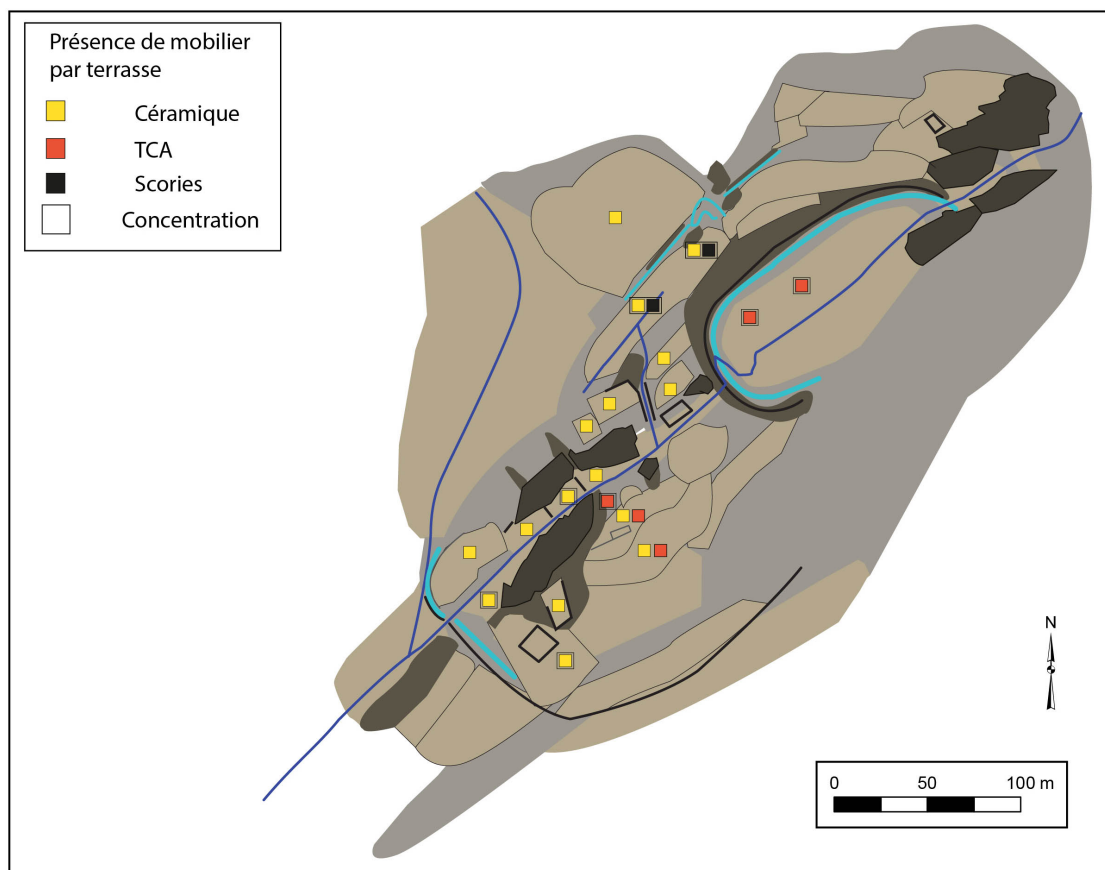 Présence de mobilier
par terrasse
Céramique
TCA
Scories
Concentration
N
0 50 100 m